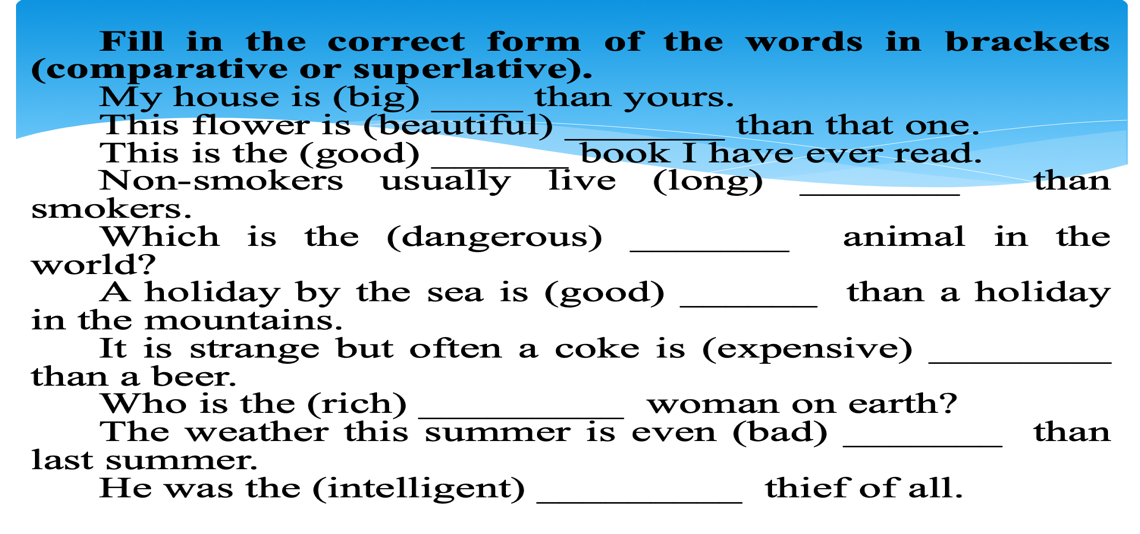 Fill in the correct form of the words in brackets
(comparative or superlative).
My house is (big) _____ than yours.
This flower is (beautiful) _________ than that one.
This is the (good) ________ book I have ever read.
Non-smokers usually live (long) _________ than
smokers.
Which is the (dangerous) _________ animal in the
world?
A holiday by the sea is (good) ________ than a holiday
in the mountains.
It is strange but often a coke is (expensive) __________
than a beer.
Who is the (rich) ___________ woman on earth?
The weather this summer is even (bad) _________ than
last summer.
He was the (intelligent) ___________ thief of all.